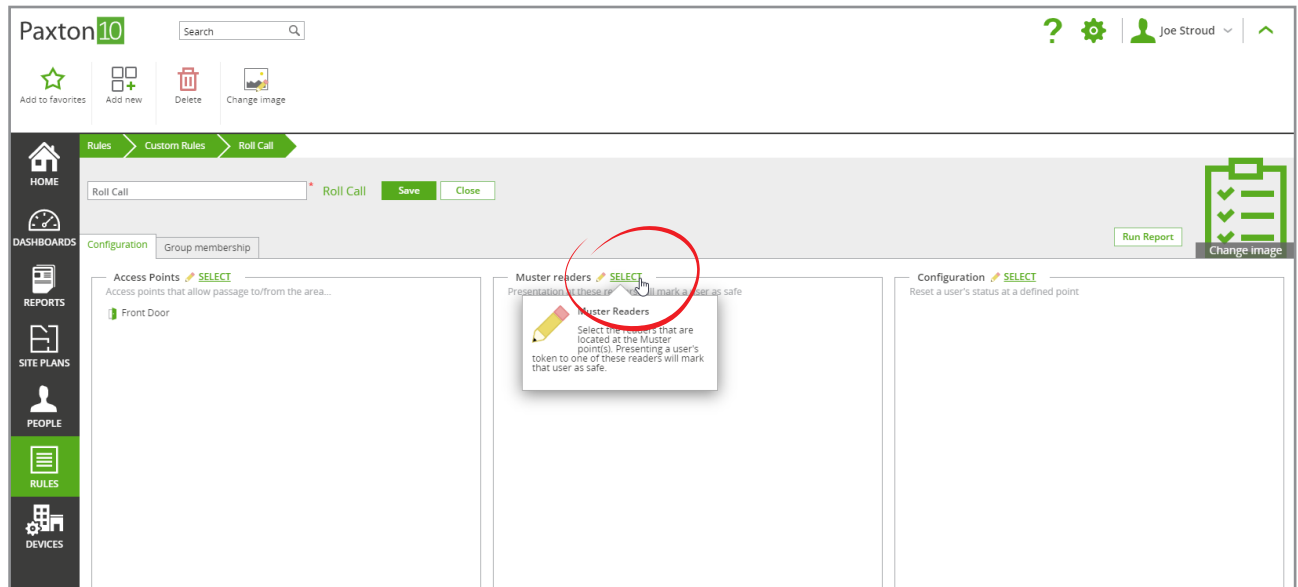 Paxton10
Search
Joe Stroud
Add to favorites
Add new
Delete
Change image
HOME
DASHBOARDS
REPORTS
SITE PLANS
PEOPLE
RULES
DEVICES
Rules
Custom Rules
Roll Call
Roll Call
* Roll Call
Save
Close
Run Report
Change image
Configuration
Group membership
Access Points SELECT
Access points that allow passage to/from the area...
Front Door
Muster readers SELECT
Presentation at these readers will mark a user as safe
Muster Readers
Select the readers that are
located at the Muster
point(s). Presenting a user's
token to one of these readers will mark
that user as safe.
Configuration SELECT
Reset a user's status at a defined point